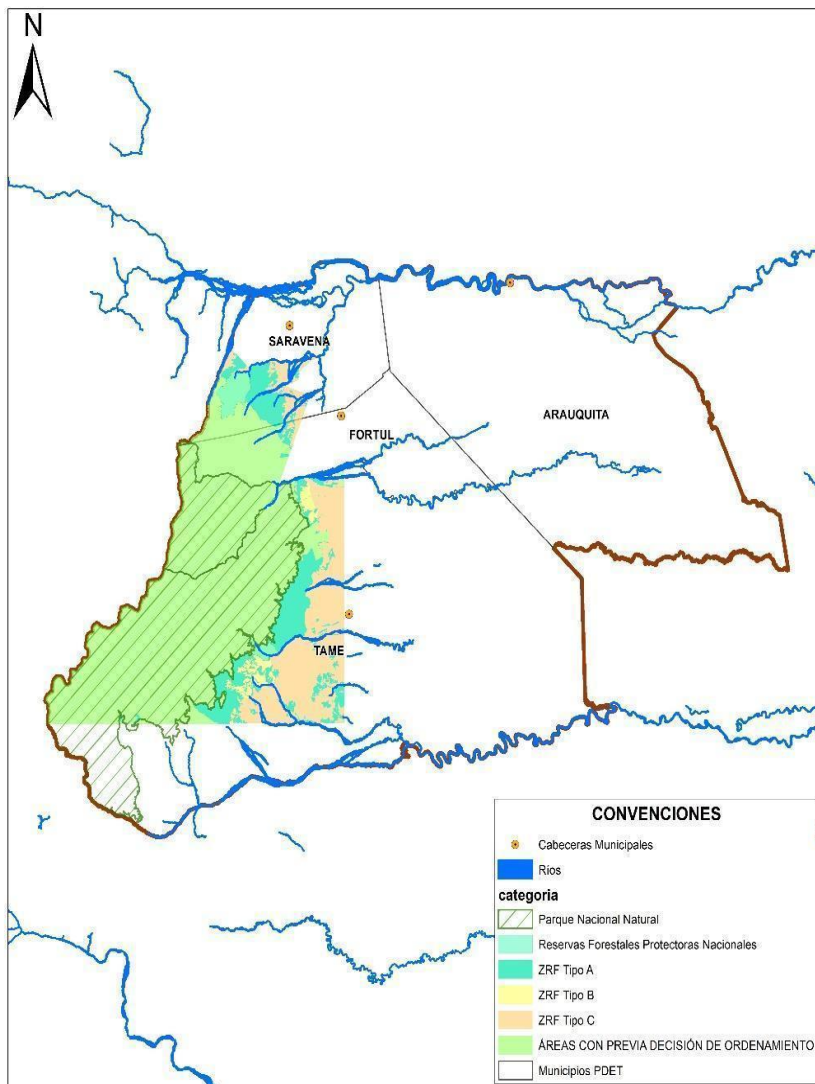 N
SARAVENA
ARAUQUITA
FORTUL
TAME
CONVENCIONES
Cabeceras Municipales
Rios
categoria
Parque Nacional Natural
Reservas Forestales Protectoras Nacionales
ZRF Tipo A
ZRF Tipo B
ZRF Tipo C
ÁREAS CON PREVIA DECISIÓN DE ORDENAMIENTO
Municipios PDET